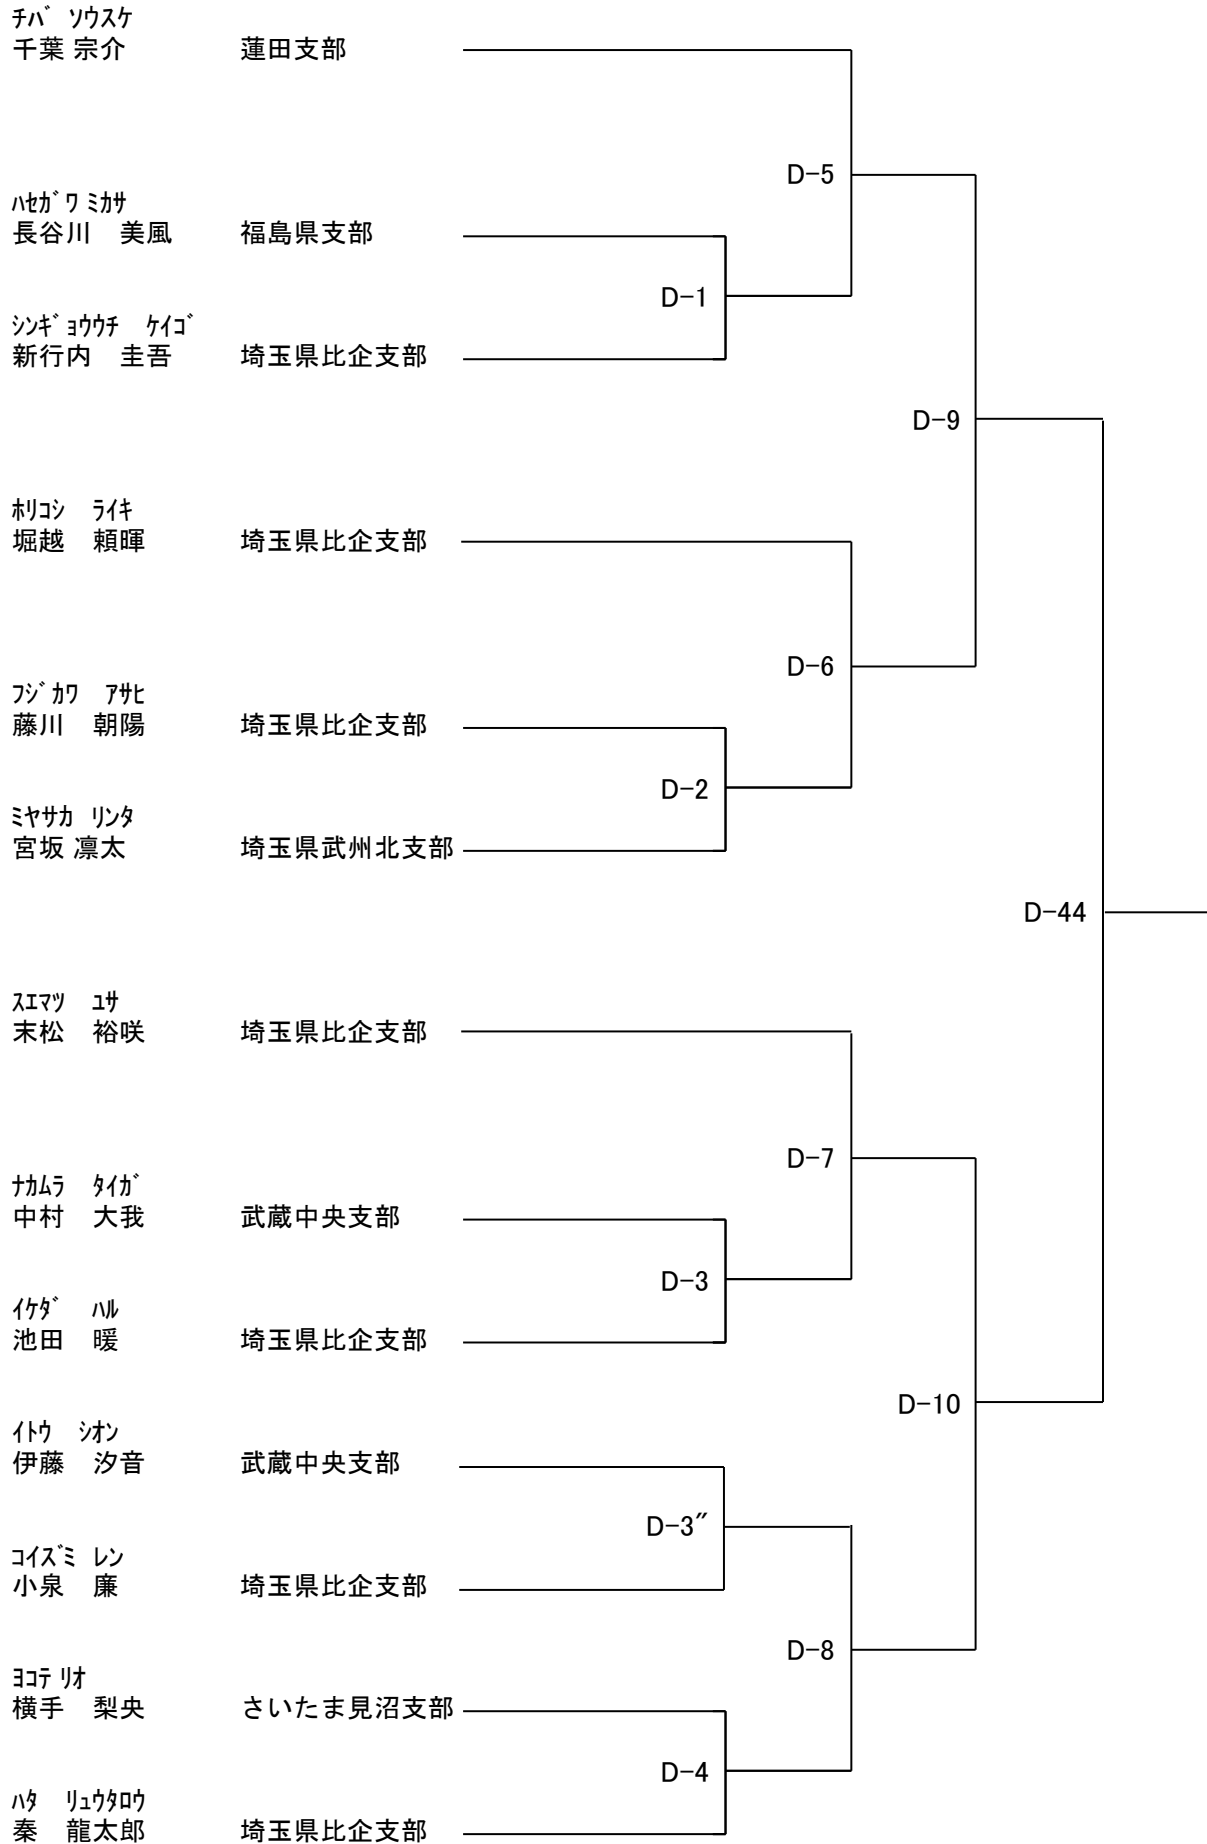 ﾁﾊﾞ ｿｳｽｹ
千葉 宗介 蓮田支部
D-5
ﾊｾｶﾞﾜ ﾐｶｻ
長谷川　美風 福島県支部
D-1
ｼﾝｷﾞｮｳｳﾁ　ｹｲｺﾞ
新行内　圭吾 埼玉県比企支部
D-9
ﾎﾘｺｼ　ﾗｲｷ
堀越　頼暉 埼玉県比企支部
D-6
ﾌｼﾞｶﾜ　ｱｻﾋ
藤川　朝陽 埼玉県比企支部
D-2
ﾐﾔｻｶ ﾘﾝﾀ
宮坂 凛太 埼玉県武州北支部
D-44
ｽｴﾏﾂ　ﾕｻ
末松　裕咲 埼玉県比企支部
D-7
ﾅｶﾑﾗ　ﾀｲｶﾞ
中村　大我 武蔵中央支部
D-3
ｲｹﾀﾞ　ﾊﾙ
池田　暖 埼玉県比企支部
D-10
ｲﾄｳ　ｼｵﾝ
伊藤　汐音 武蔵中央支部
D-3″
ｺｲｽﾞﾐ ﾚﾝ
小泉　廉 埼玉県比企支部
D-8
ﾖｺﾃ ﾘｵ
横手　梨央 さいたま見沼支部
D-4
ﾊﾀ　ﾘｭｳﾀﾛｳ
秦　龍太郎 埼玉県比企支部